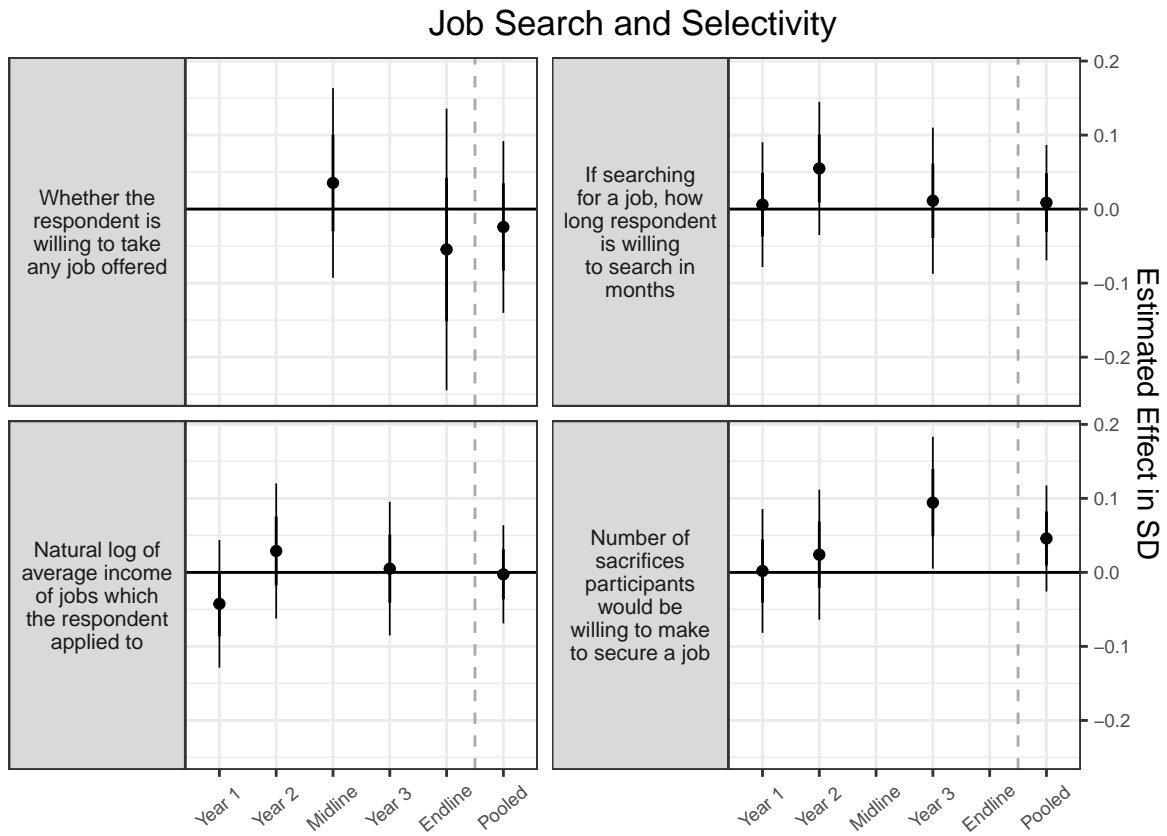 Job Search and Selectivity
Whether the
respondent is
willing to take
any job offered
If searching
for a job, how
long respondent
is willing
to search in
months
0.2
0.1
0.0
−0.1
−0.2
Natural log of
average income
of jobs which
the respondent
applied to
Number of
sacrifices
participants
would be
willing to make
to secure a job
0.2
0.1
0.0
−0.1
−0.2
Estimated Effect in SD
Year 1
Year 2
Midline
Year 3
Endline
Pooled
Year 1
Year 2
Midline
Year 3
Endline
Pooled